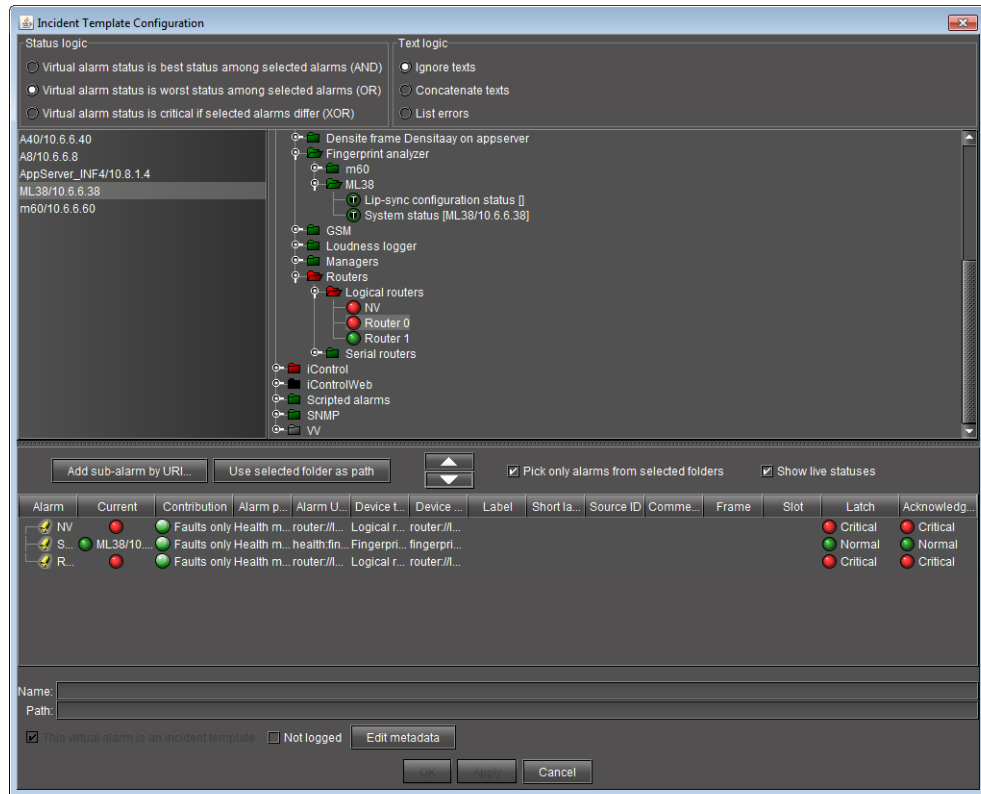 Incident Template Configuration
Status logic
Virtual alarm status is best status among selected alarms (AND)
Virtual alarm status is worst status among selected alarms (OR)
Virtual alarm status is critical if selected alarms differ (XOR)
Text logic
Ignore texts
Concatenate texts
List errors
A40/10.6.6.40
A8/10.6.6.8
AppServer_INF4/10.8.1.4
ML38/10.6.6.38
m60/10.6.6.60
Densite frame Densitaay on appserver
Fingerprint analyzer
m60
ML38
Lip-sync configuration status []
System status [ML38/10.6.6.38]
GSM
Loudness logger
Managers
Routers
Logical routers
NV
Router 0
Router 1
Serial routers
iControl
iControlWeb
Scripted alarms
SNMP
VV
Add sub-alarm by URI... Use selected folder as path Pick only alarms from selected folders Show live statuses
Alarm Current Contribution Alarm p... Alarm U... Device t... Device ... Label Short la... Source ID Comme... Frame Slot Latch Acknowledg...
NV Faults only Health m... router://l... Logical r... router://l... Critical Critical
S... ML38/10.... Faults only Health m... health:fin... Fingerpri... fingerpri... Normal Normal
R... Faults only Health m... router://l... Logical r... router://l... Critical Critical
Name:
Path:
This virtual alarm is an incident template Not logged Edit metadata
OK Apply Cancel